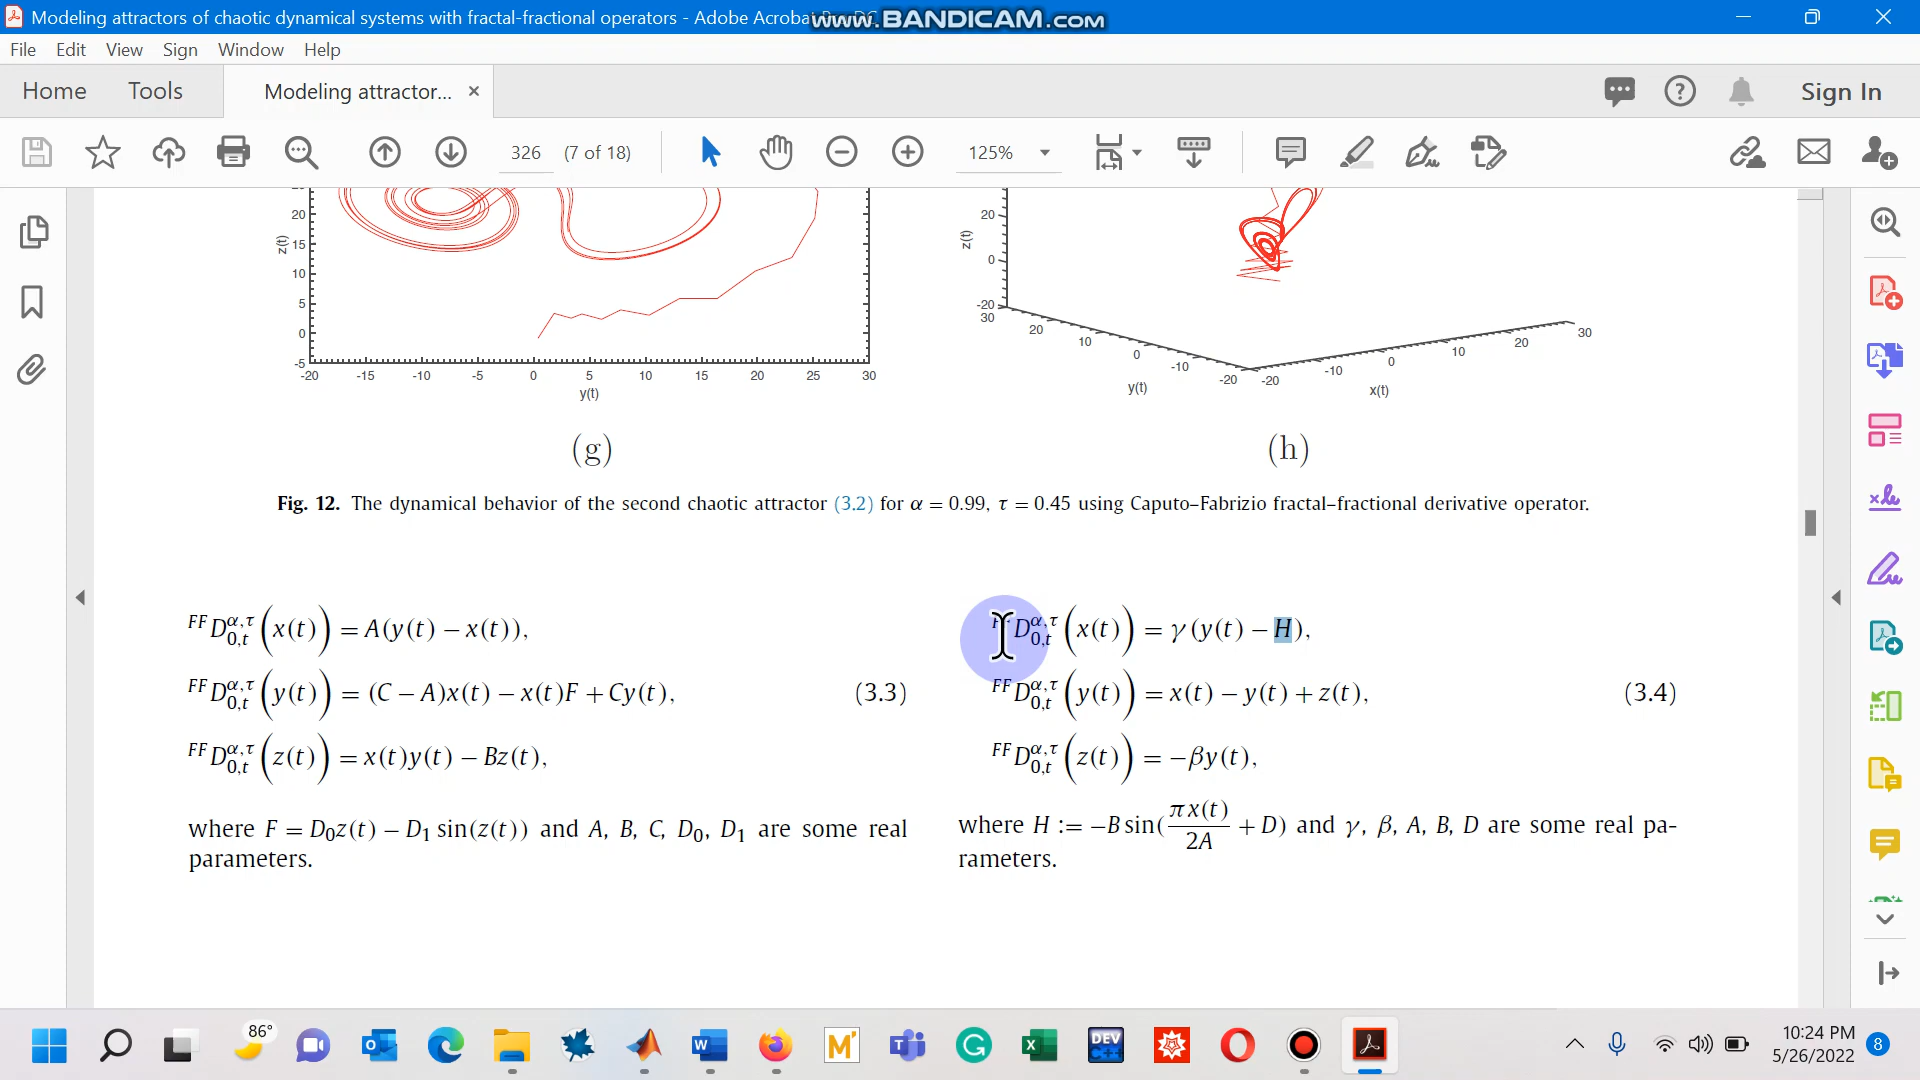 Modeling attractors of chaotic dynamical systems with fractal-fractional operators - Adobe Acrobat
www.BANDICAM.com
File Edit View Sign Window Help
Home Tools Modeling attractor... × Sign In
326 (7 of 18) 125%
20
15
10
5
0
-5
z(t)
-20 -15 -10 -5 0 5 10 15 20 25 30
y(t)
20
0
-20
z(t)
30 20 10 0 -10 -20
y(t)
-20 -10 0 10 20 30
x(t)
(g)
(h)
Fig. 12. The dynamical behavior of the second chaotic attractor (3.2) for α = 0.99, τ = 0.45 using Caputo–Fabrizio fractal–fractional derivative operator.
^{FF}D_{0,t}^{α,τ}(x(t)) = A(y(t) − x(t)),
^{FF}D_{0,t}^{α,τ}(y(t)) = (C − A)x(t) − x(t)F + Cy(t), (3.3)
^{FF}D_{0,t}^{α,τ}(z(t)) = x(t)y(t) − Bz(t),
where F = D₀z(t) − D₁ sin(z(t)) and A, B, C, D₀, D₁ are some real
parameters.
^{FF}D_{0,t}^{α,τ}(x(t)) = γ(y(t) − H),
^{FF}D_{0,t}^{α,τ}(y(t)) = x(t) − y(t) + z(t), (3.4)
^{FF}D_{0,t}^{α,τ}(z(t)) = −βy(t),
where H := −B sin(πx(t)/2A + D) and γ, β, A, B, D are some real pa-
rameters.
86°
DEV C++
10:24 PM
5/26/2022
8